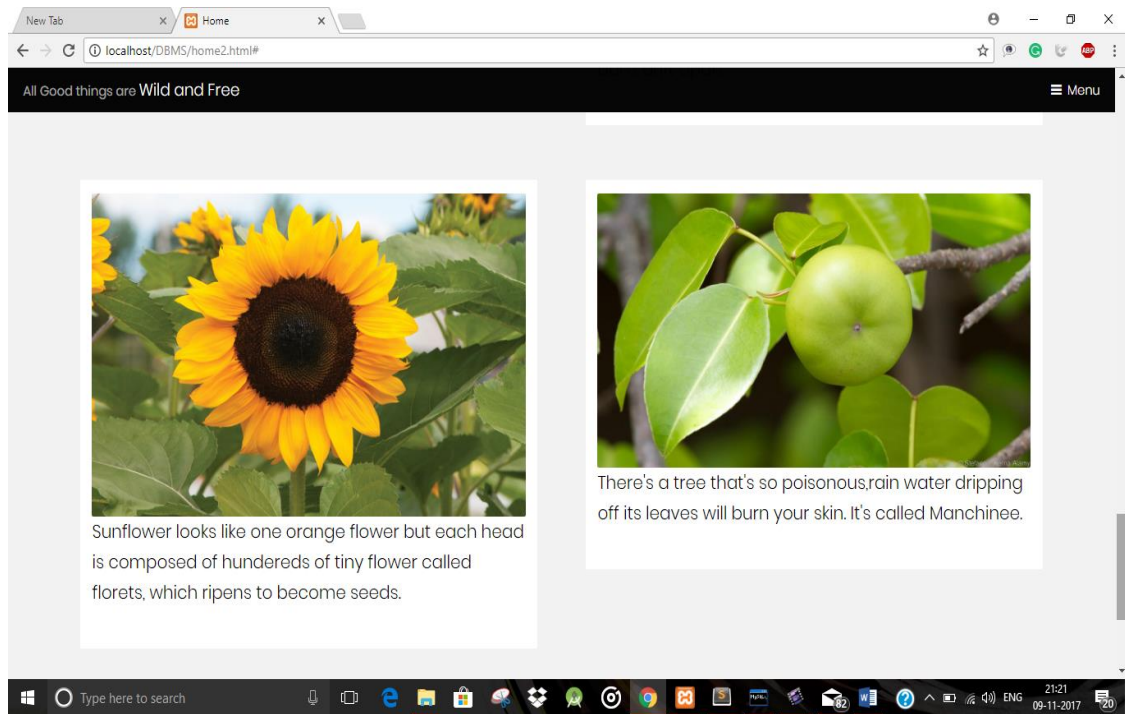 New Tab
Home
localhost/DBMS/home2.html#
ABP
All Good things are Wild and Free
Menu
Sunflower looks like one orange flower but each head
is composed of hundereds of tiny flower called
florets, which ripens to become seeds.
There's a tree that's so poisonous,rain water dripping
off its leaves will burn your skin. It's called Manchinee.
Type here to search
82
ENG
21:21
09-11-2017
20